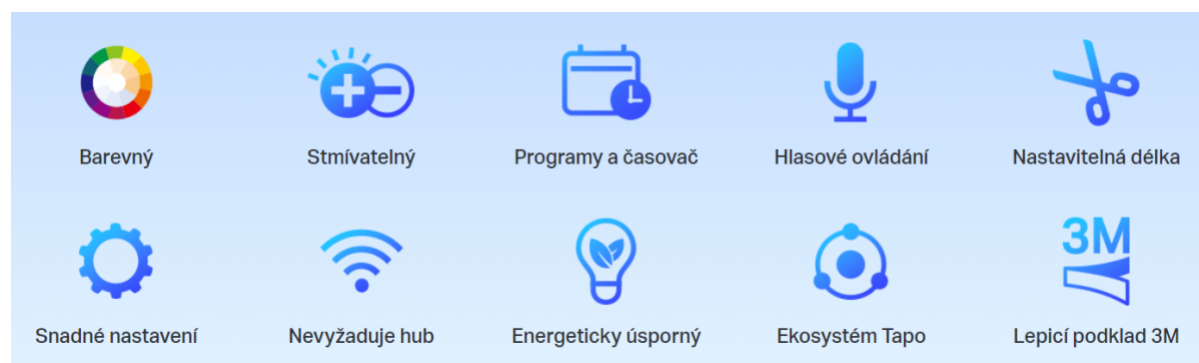 Barevný
Stmívatelný
Programy a časovač
Hlasové ovládání
Nastavitelná délka
3M
Snadné nastavení
Nevyžaduje hub
Energeticky úsporný
Ekosystém Tapo
Lepicí podklad 3M